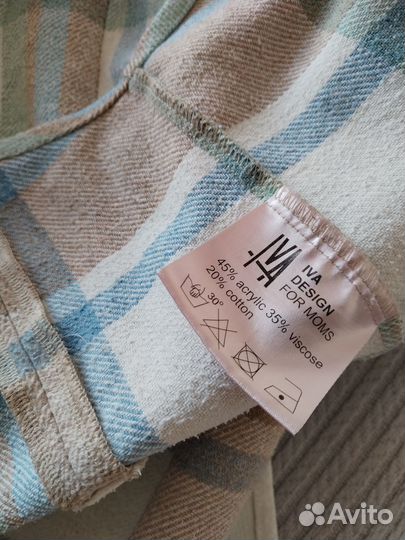 IVA
IVA
DESIGN
FOR MOMS
45% acrylic 35% viscose
20% cotton
30°
Avito